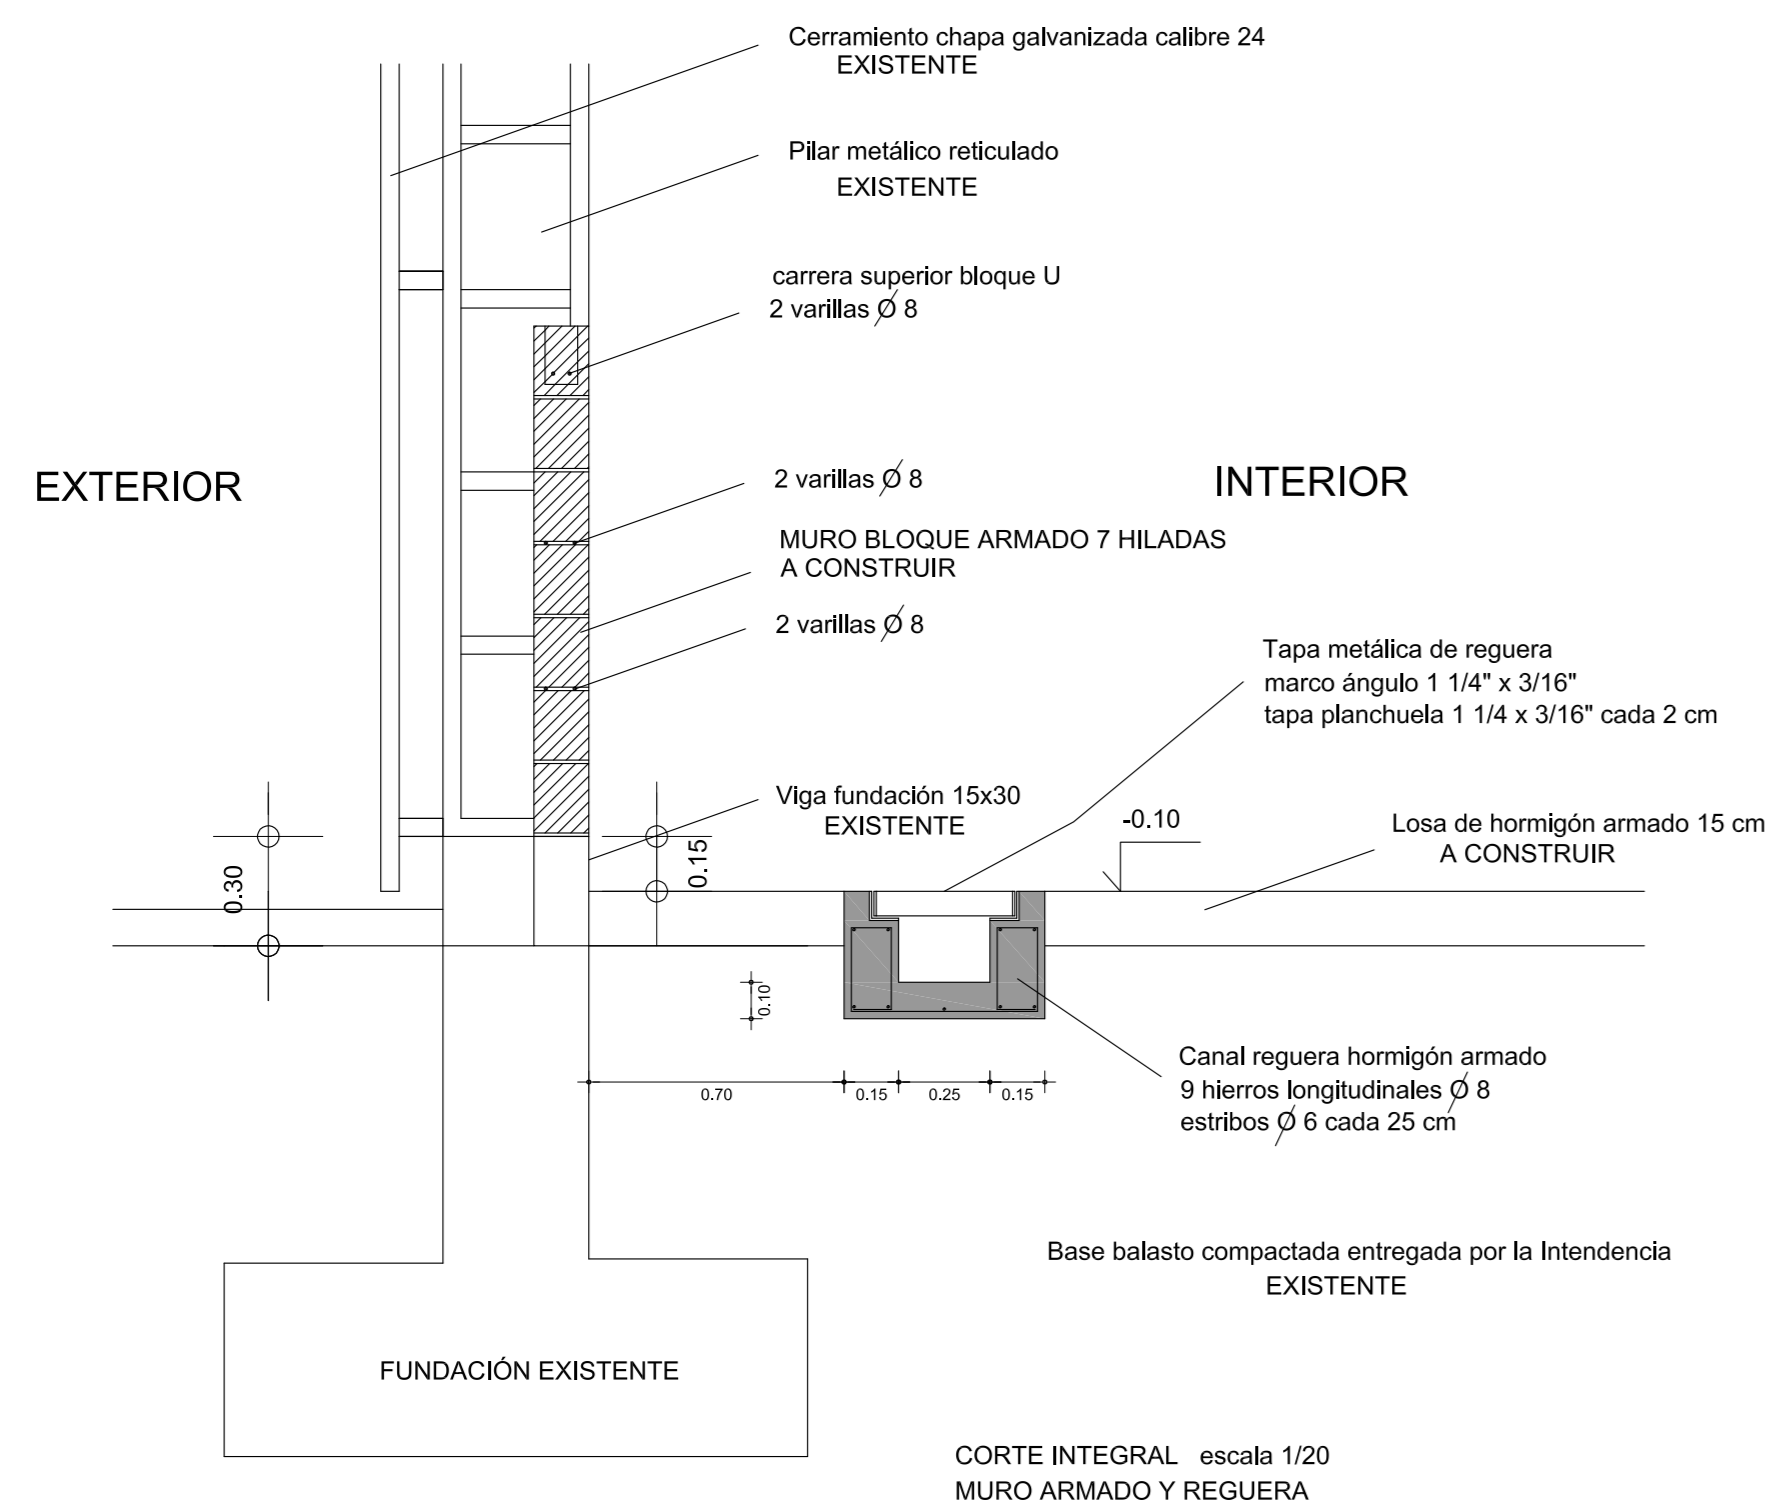 Cerramiento chapa galvanizada calibre 24
EXISTENTE
Pilar metálico reticulado
EXISTENTE
carrera superior bloque U
2 varillas Ø 8
EXTERIOR
INTERIOR
2 varillas Ø 8
MURO BLOQUE ARMADO 7 HILADAS
A CONSTRUIR
2 varillas Ø 8
Tapa metálica de reguera
marco ángulo 1 1/4" x 3/16"
tapa planchuela 1 1/4 x 3/16" cada 2 cm
Viga fundación 15x30
EXISTENTE
-0.10
Losa de hormigón armado 15 cm
A CONSTRUIR
0.30
0.15
0.10
0.70
0.15
0.25
0.15
Canal reguera hormigón armado
9 hierros longitudinales Ø 8
estribos Ø 6 cada 25 cm
Base balasto compactada entregada por la Intendencia
EXISTENTE
FUNDACIÓN EXISTENTE
CORTE INTEGRAL escala 1/20
MURO ARMADO Y REGUERA